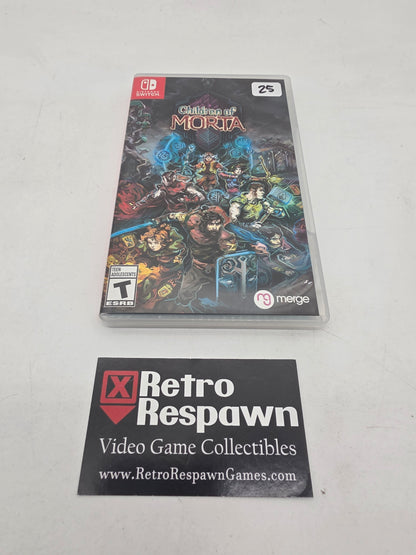 NINTENDO
SWITCH
25
Children of
MORTA
TEEN
ADOLESCENTS
T
ESRB
merge
Retro
Respawn
Video Game Collectibles
www.RetroRespawnGames.com